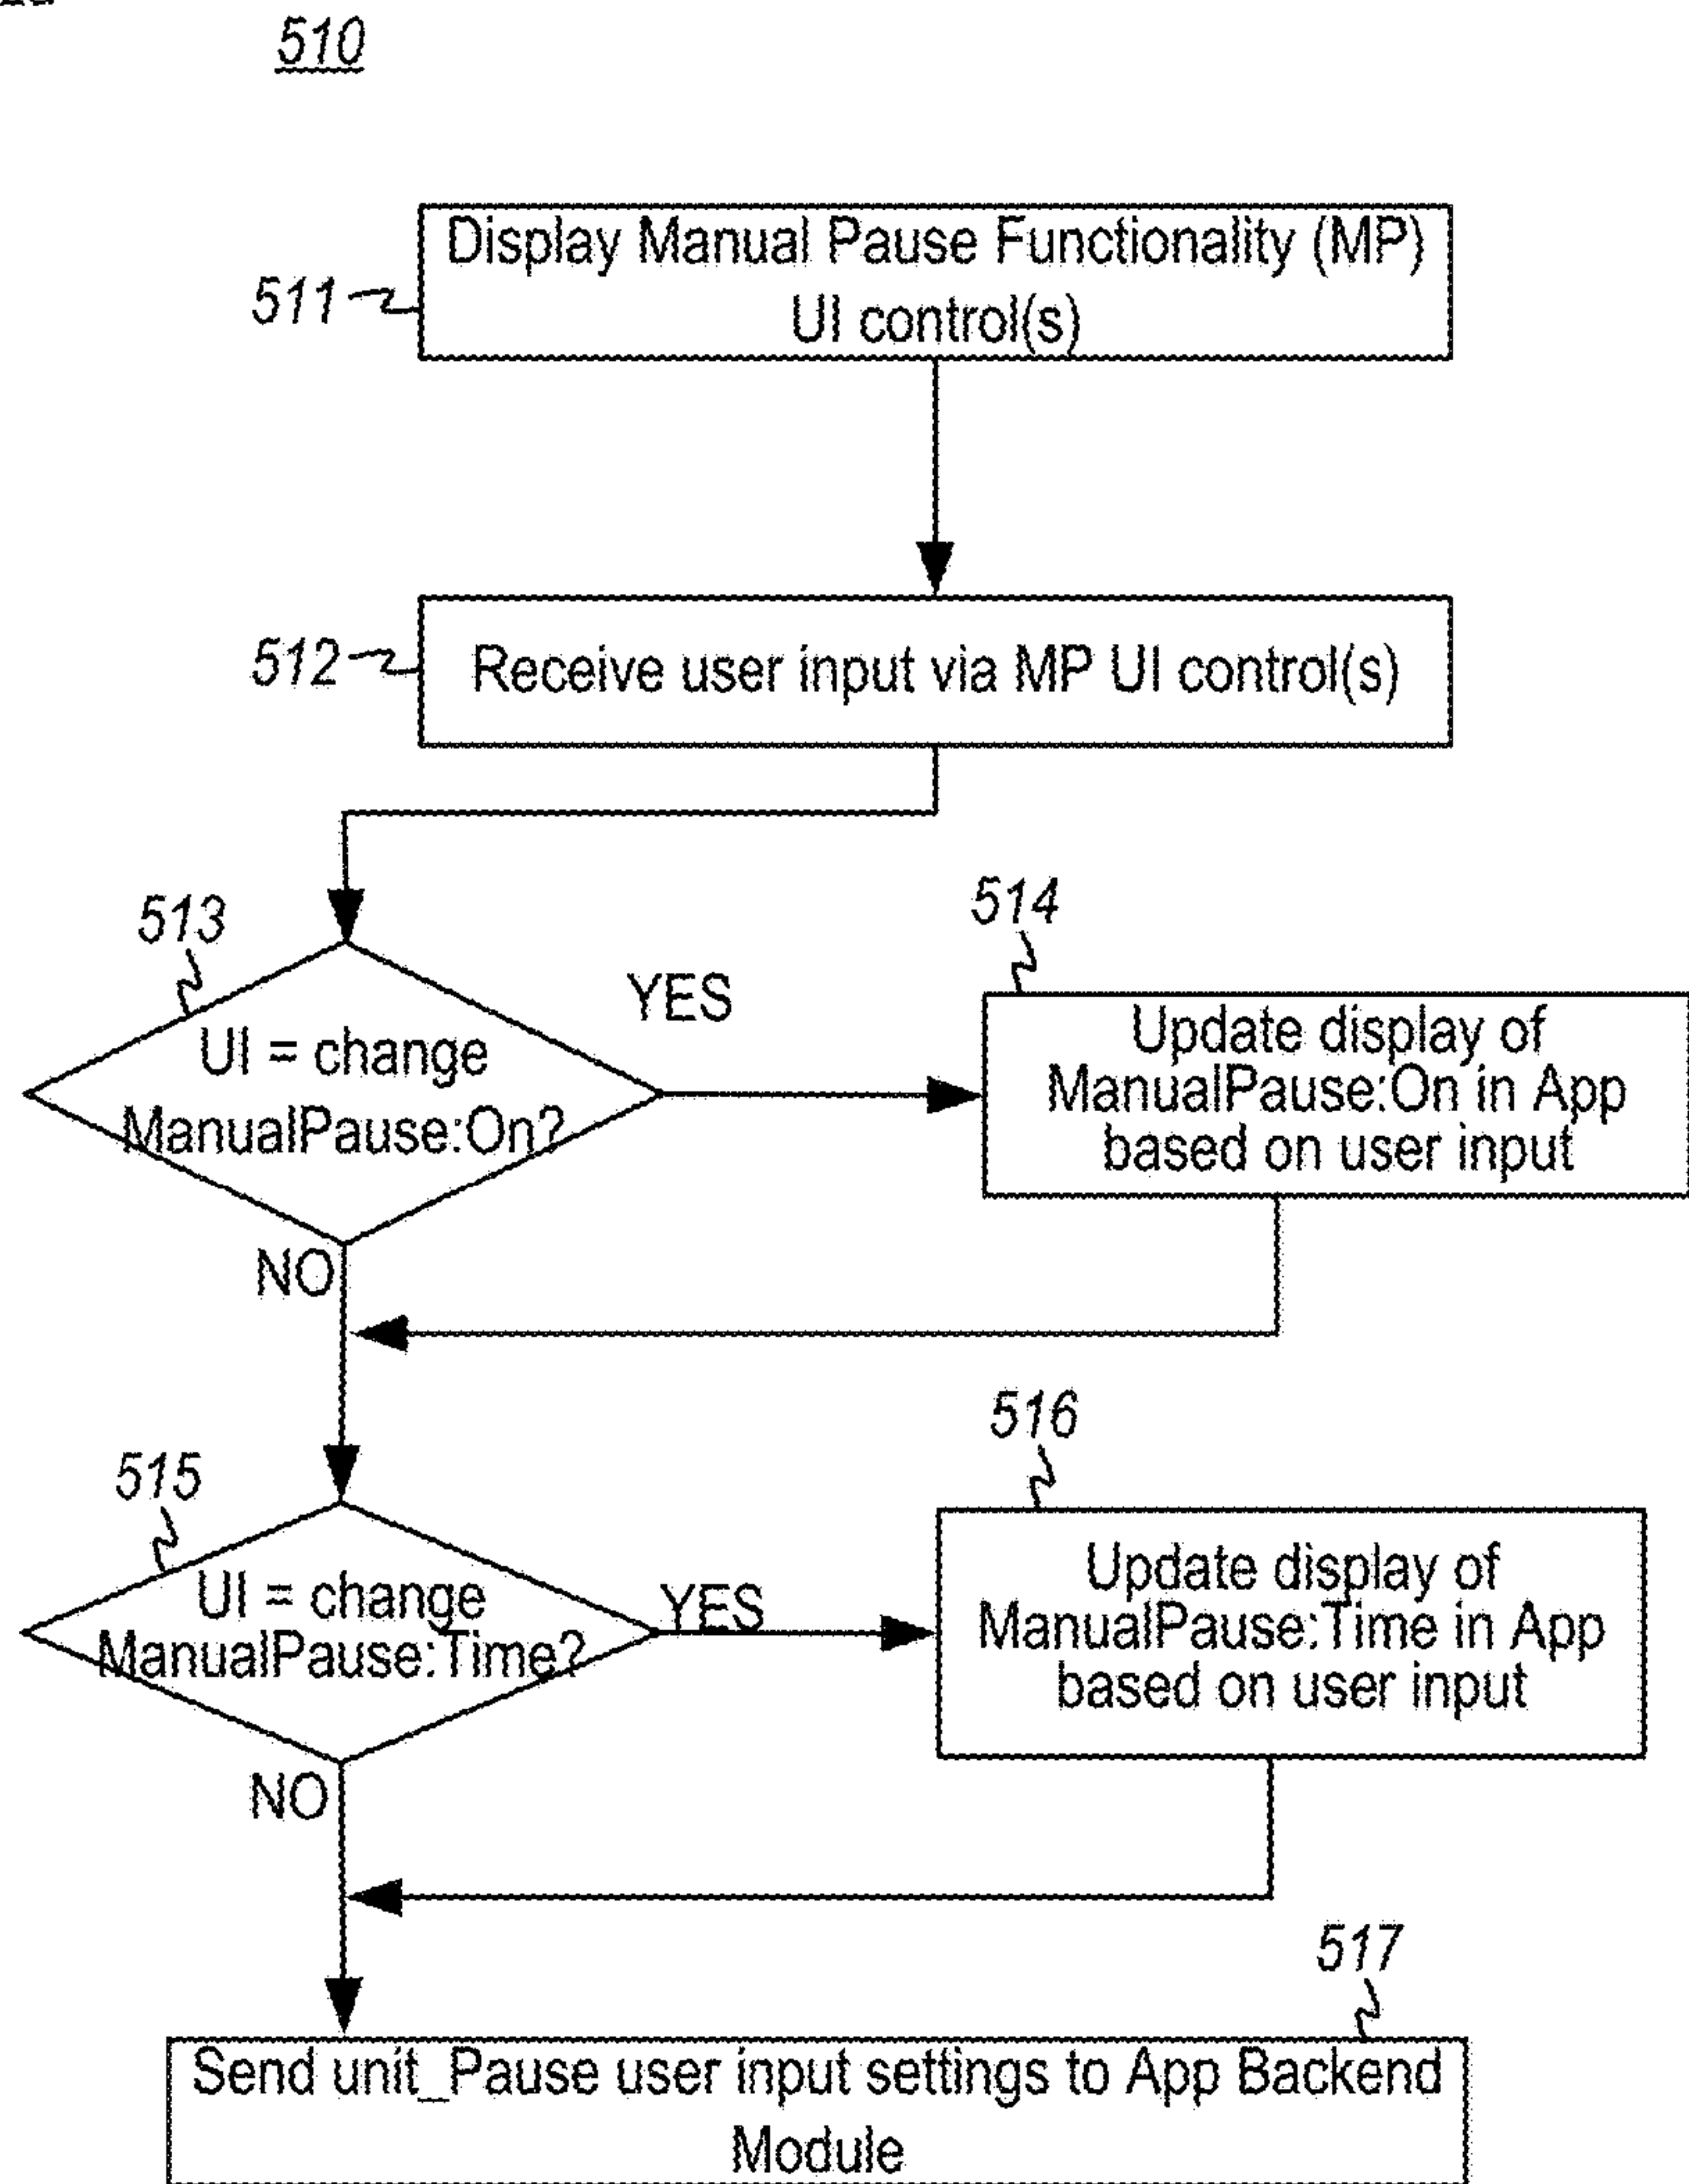 510
Display Manual Pause Functionality (MP)
UI control(s)
511
512
Receive user input via MP UI control(s)
513
514
YES
UI = change
ManualPause:On?
Update display of
ManualPause:On in App
based on user input
NO
516
515
UI = change
ManualPause:Time?
YES
Update display of
ManualPause:Time in App
based on user input
NO
517
Send unit_Pause user input settings to App Backend
Module